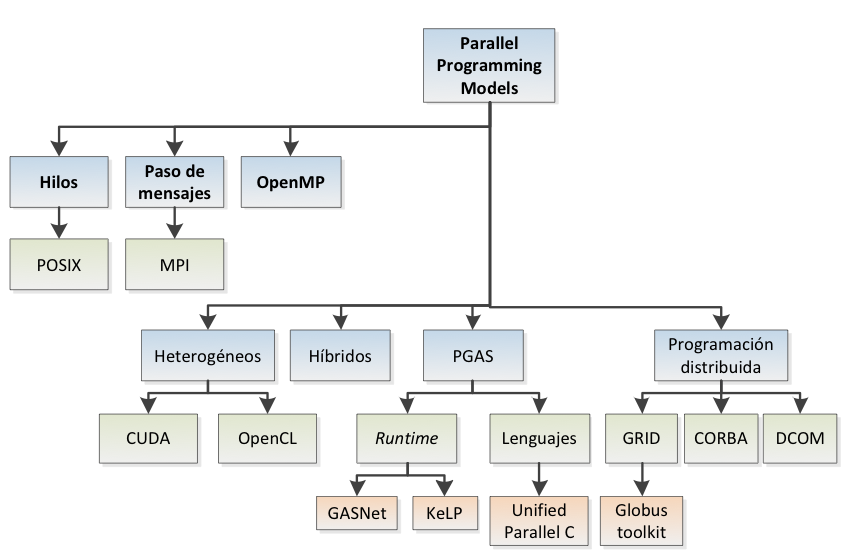 Parallel
Programming
Models
Hilos
Paso de
mensajes
OpenMP
POSIX
MPI
Heterogéneos
Híbridos
PGAS
Programación
distribuida
CUDA
OpenCL
Runtime
Lenguajes
GRID
CORBA
DCOM
GASNet
KeLP
Unified
Parallel C
Globus
toolkit